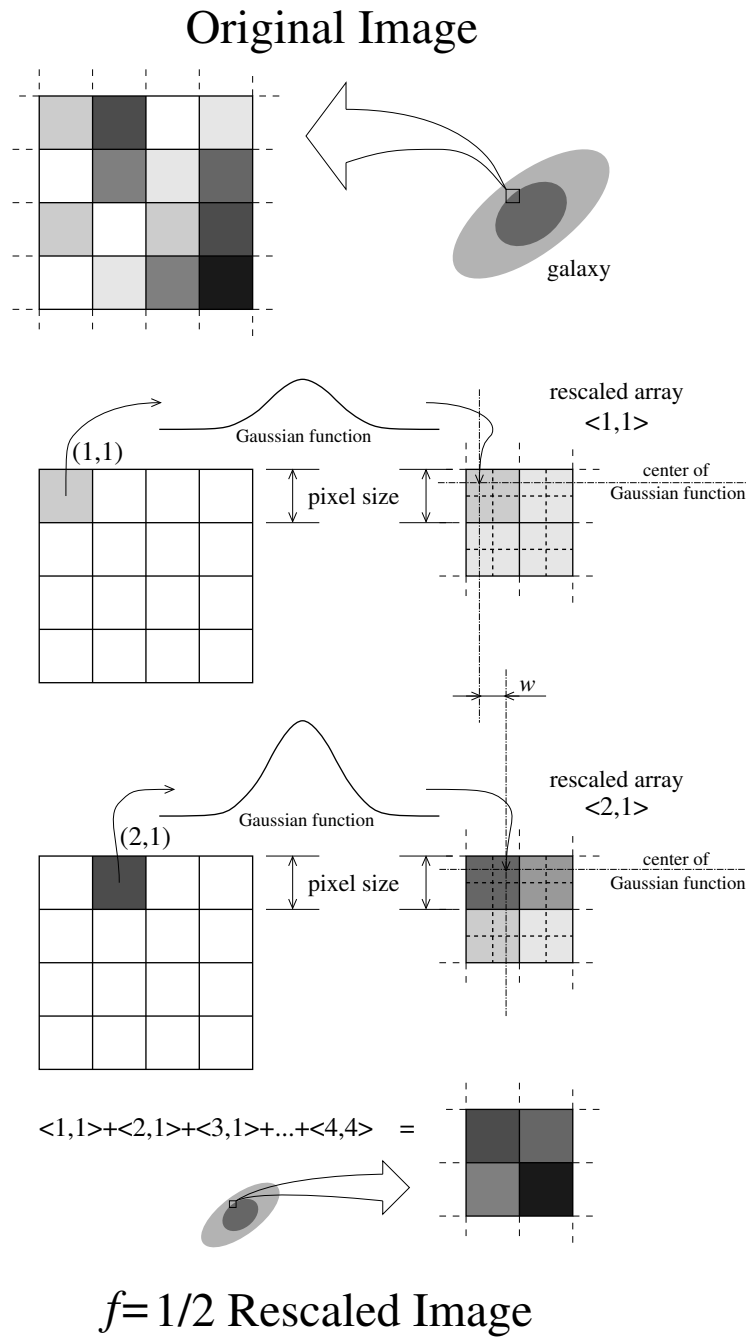 Original Image
galaxy
rescaled array
<1,1>
Gaussian function
(1,1)
pixel size
center of
Gaussian function
w
rescaled array
<2,1>
Gaussian function
(2,1)
pixel size
center of
Gaussian function
<1,1>+<2,1>+<3,1>+...+<4,4> =
f=1/2 Rescaled Image